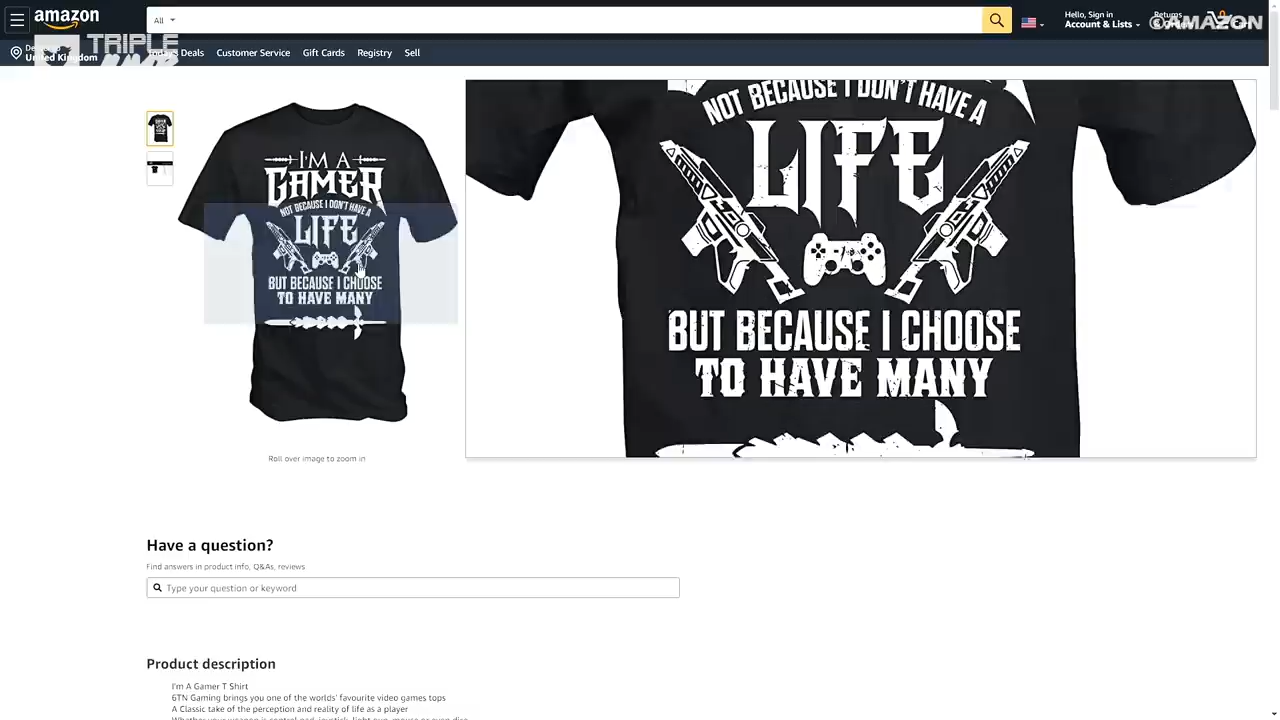 amazon
All
Hello, Sign in
Account & Lists
Returns
©AMAZON
TRIPLE
United Kingdom
Deals
Customer Service
Gift Cards
Registry
Sell
I'M A
GAMER
NOT BECAUSE I DON'T HAVE A
LIFE
BUT BECAUSE I CHOOSE
TO HAVE MANY
NOT BECAUSE I DON'T HAVE A
LIFE
BUT BECAUSE I CHOOSE
TO HAVE MANY
Roll over image to zoom in
Have a question?
Find answers in product info, Q&As, reviews
Type your question or keyword
Product description
I'm A Gamer T Shirt
6TN Gaming brings you one of the worlds' favourite video games tops
A Classic take of the perception and reality of life as a player